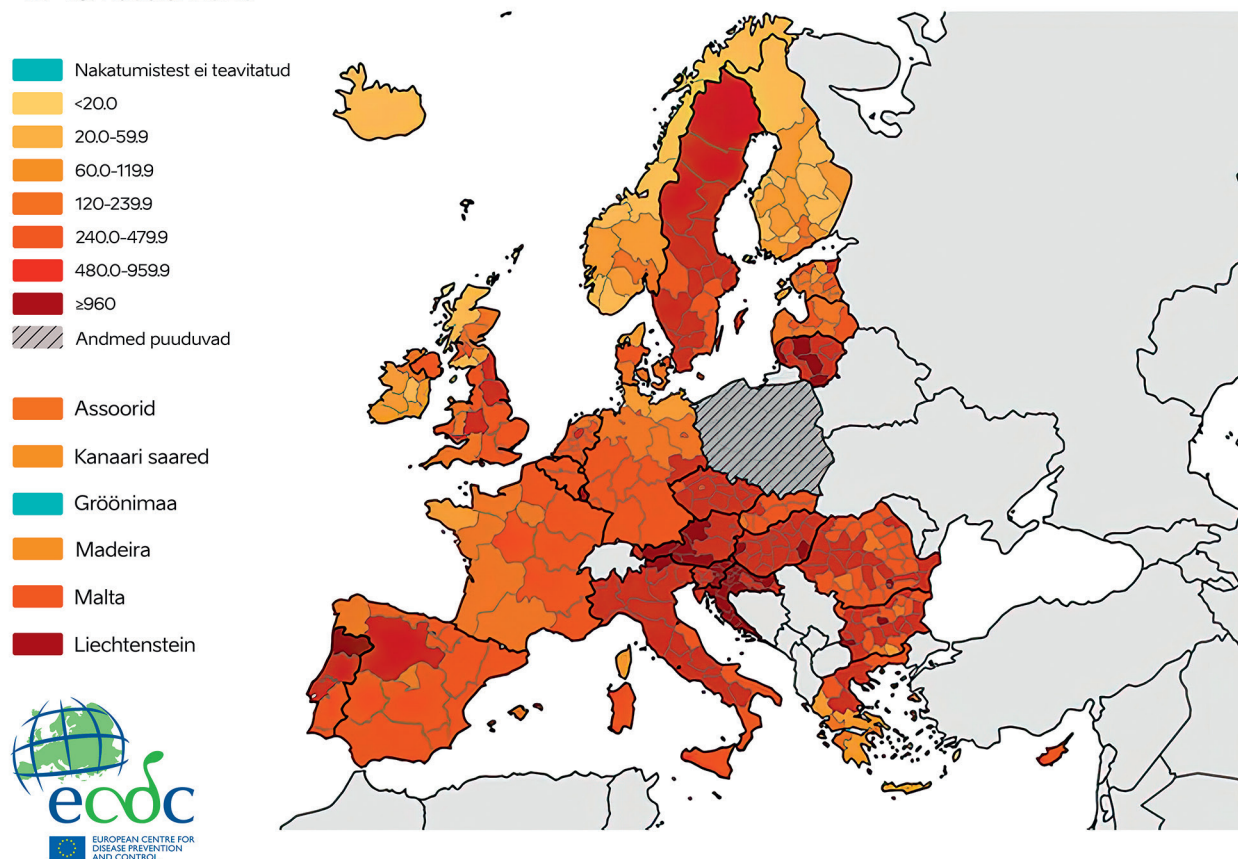 Nakatumistest ei teavitatud
<20.0
20.0-59.9
60.0-119.9
120-239.9
240.0-479.9
480.0-959.9
≥960
Andmed puuduvad
Assoorid
Kanaari saared
Gröönimaa
Madeira
Malta
Liechtenstein
ecdc
EUROPEAN CENTRE FOR
DISEASE PREVENTION
AND CONTROL